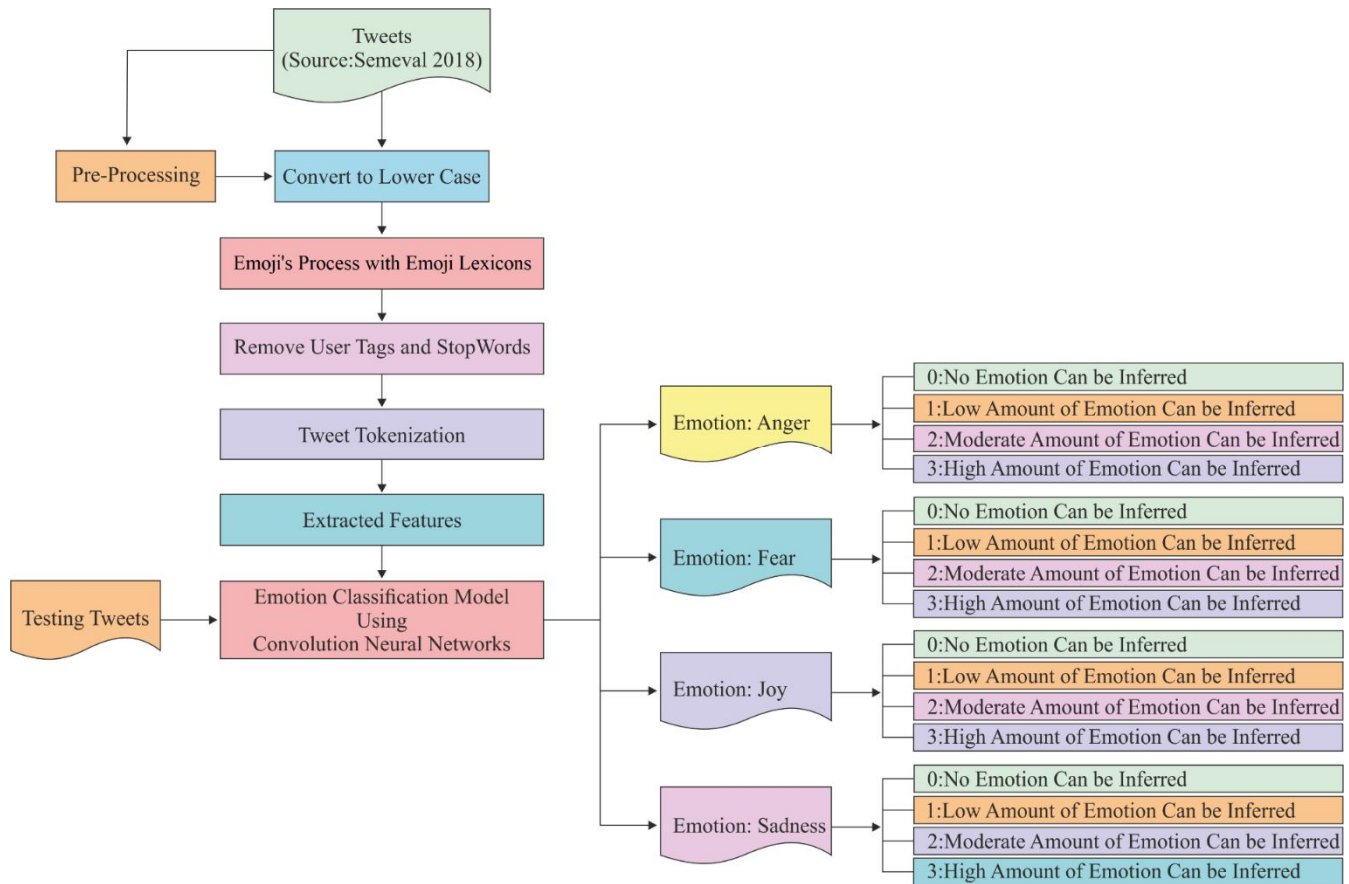 Tweets
(Source:Semeval 2018)
Pre-Processing
Convert to Lower Case
Emoji's Process with Emoji Lexicons
Remove User Tags and StopWords
Tweet Tokenization
Extracted Features
Testing Tweets
Emotion Classification Model
Using
Convolution Neural Networks
Emotion: Anger
0:No Emotion Can be Inferred
1:Low Amount of Emotion Can be Inferred
2:Moderate Amount of Emotion Can be Inferred
3:High Amount of Emotion Can be Inferred
Emotion: Fear
0:No Emotion Can be Inferred
1:Low Amount of Emotion Can be Inferred
2:Moderate Amount of Emotion Can be Inferred
3:High Amount of Emotion Can be Inferred
Emotion: Joy
0:No Emotion Can be Inferred
1:Low Amount of Emotion Can be Inferred
2:Moderate Amount of Emotion Can be Inferred
3:High Amount of Emotion Can be Inferred
Emotion: Sadness
0:No Emotion Can be Inferred
1:Low Amount of Emotion Can be Inferred
2:Moderate Amount of Emotion Can be Inferred
3:High Amount of Emotion Can be Inferred